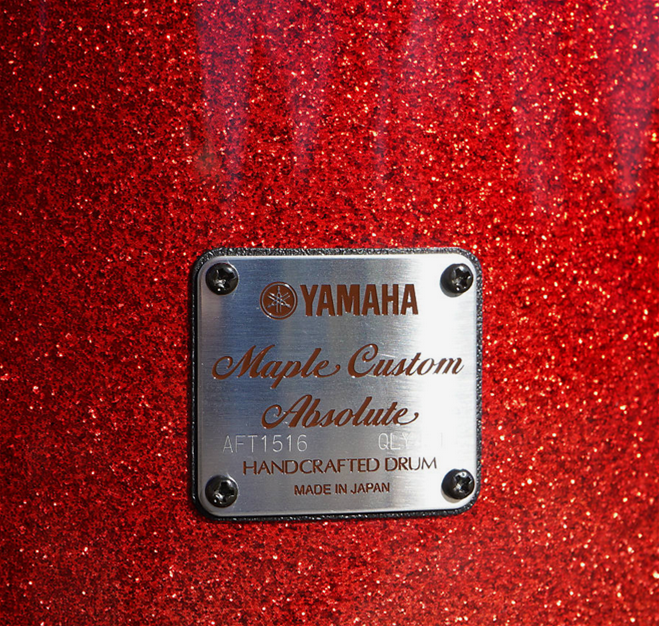 YAMAHA
Maple Custom
Absolute
AFT1516
HANDCRAFTED DRUM
MADE IN JAPAN